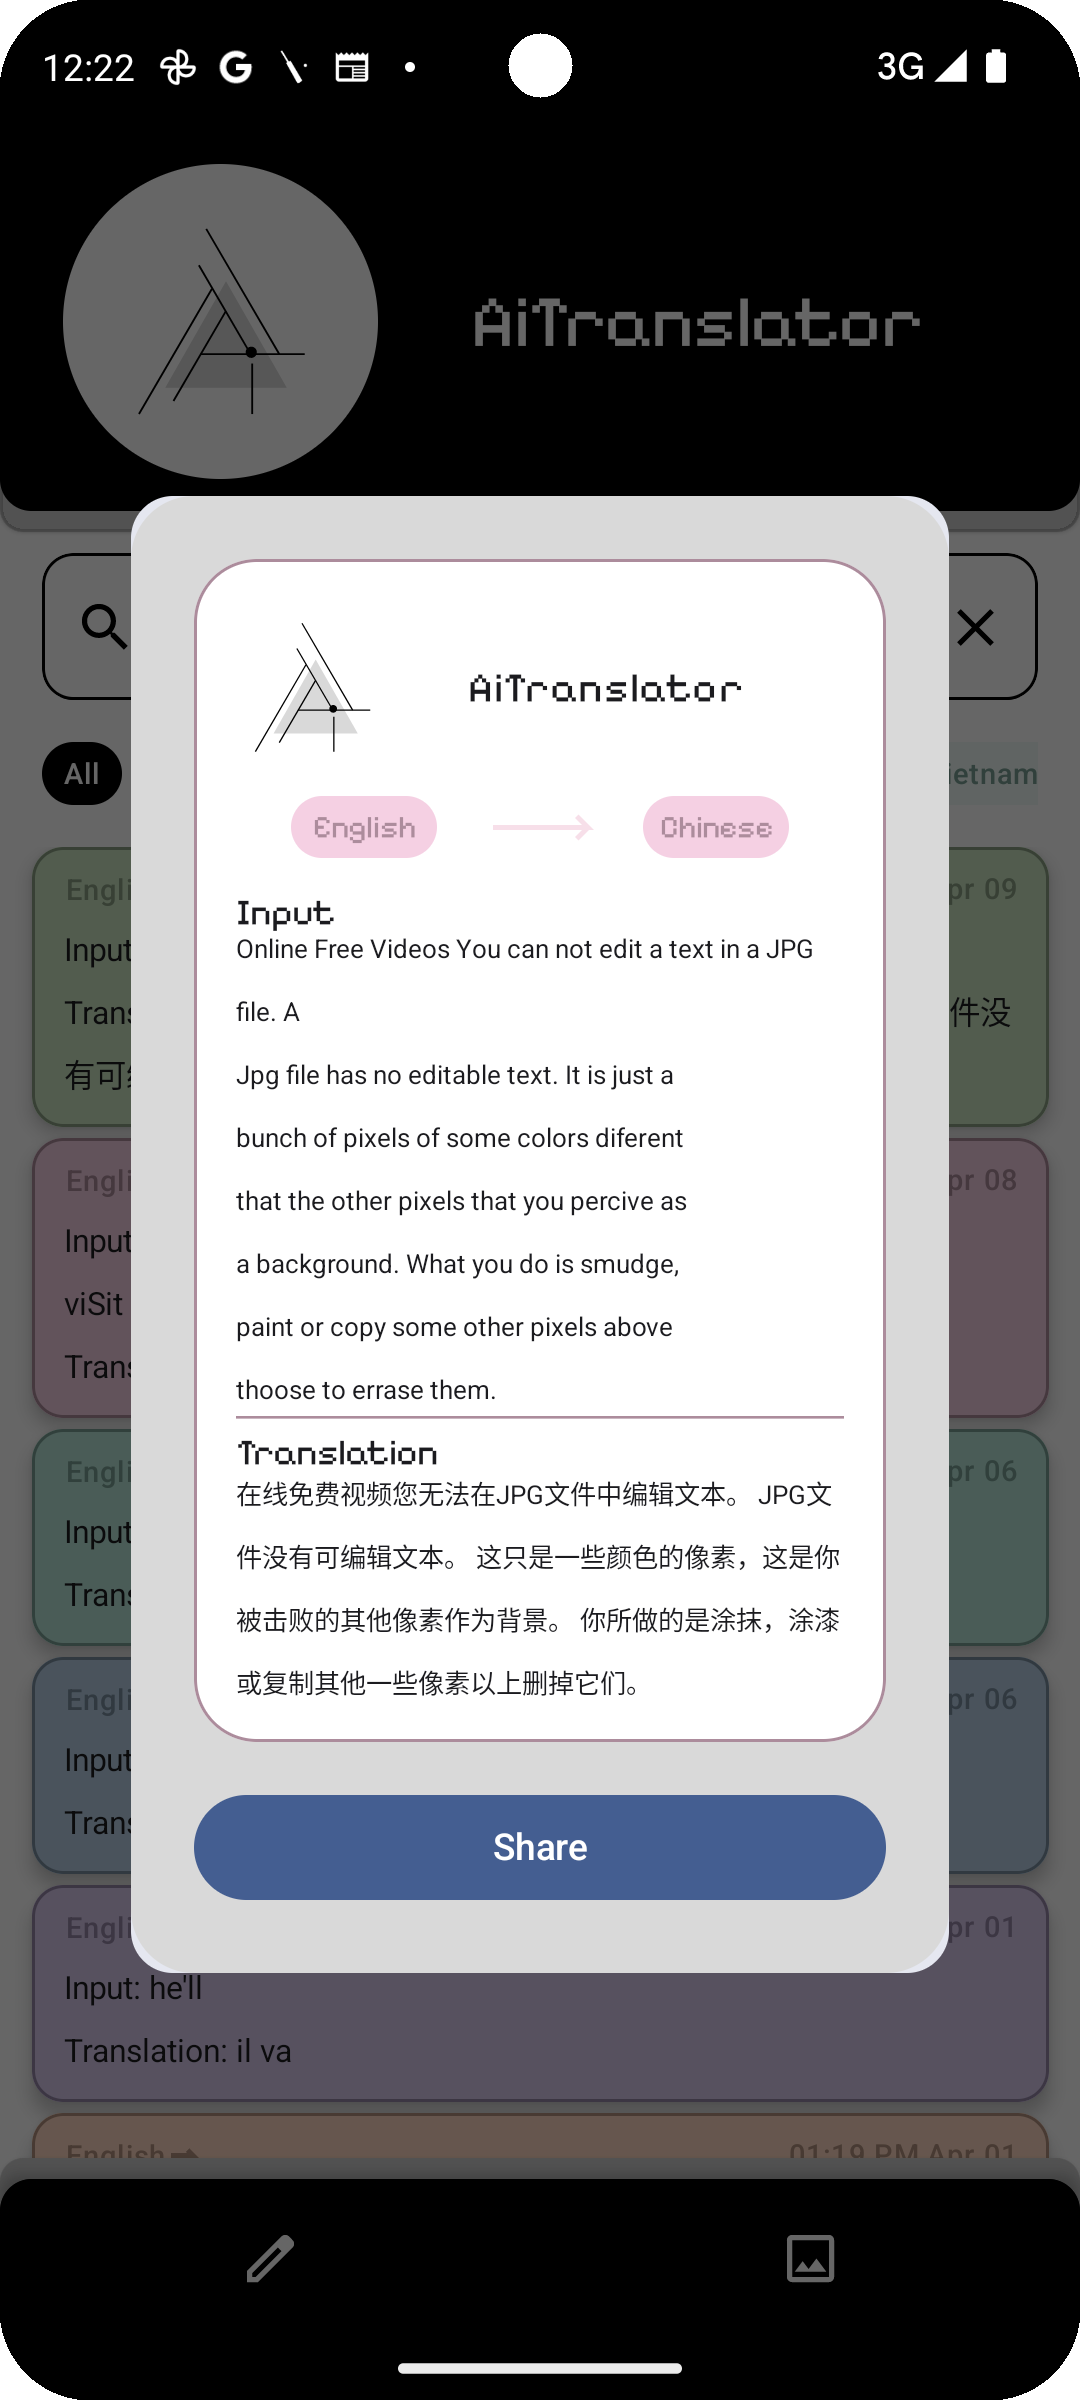 12:22
3G
AiTranslator
AiTranslator
All
ietnam
English
Chinese
Input
Online Free Videos You can not edit a text in a JPG
file. A
Jpg file has no editable text. It is just a
bunch of pixels of some colors diferent
that the other pixels that you percive as
a background. What you do is smudge,
paint or copy some other pixels above
thoose to errase them.
Translation
在线免费视频您无法在JPG文件中编辑文本。 JPG文
件没有可编辑文本。 这只是一些颜色的像素，这是你
被击败的其他像素作为背景。 你所做的是涂抹，涂漆
或复制其他一些像素以上删掉它们。
Share
Engli
pr 09
Input
Trans
件没
有可
Engli
pr 08
Input
viSit
Trans
Engli
pr 06
Input
Trans
Engli
pr 06
Input
Trans
Engli
pr 01
Input: he'll
Translation: il va
English
01:19 PM Apr 01